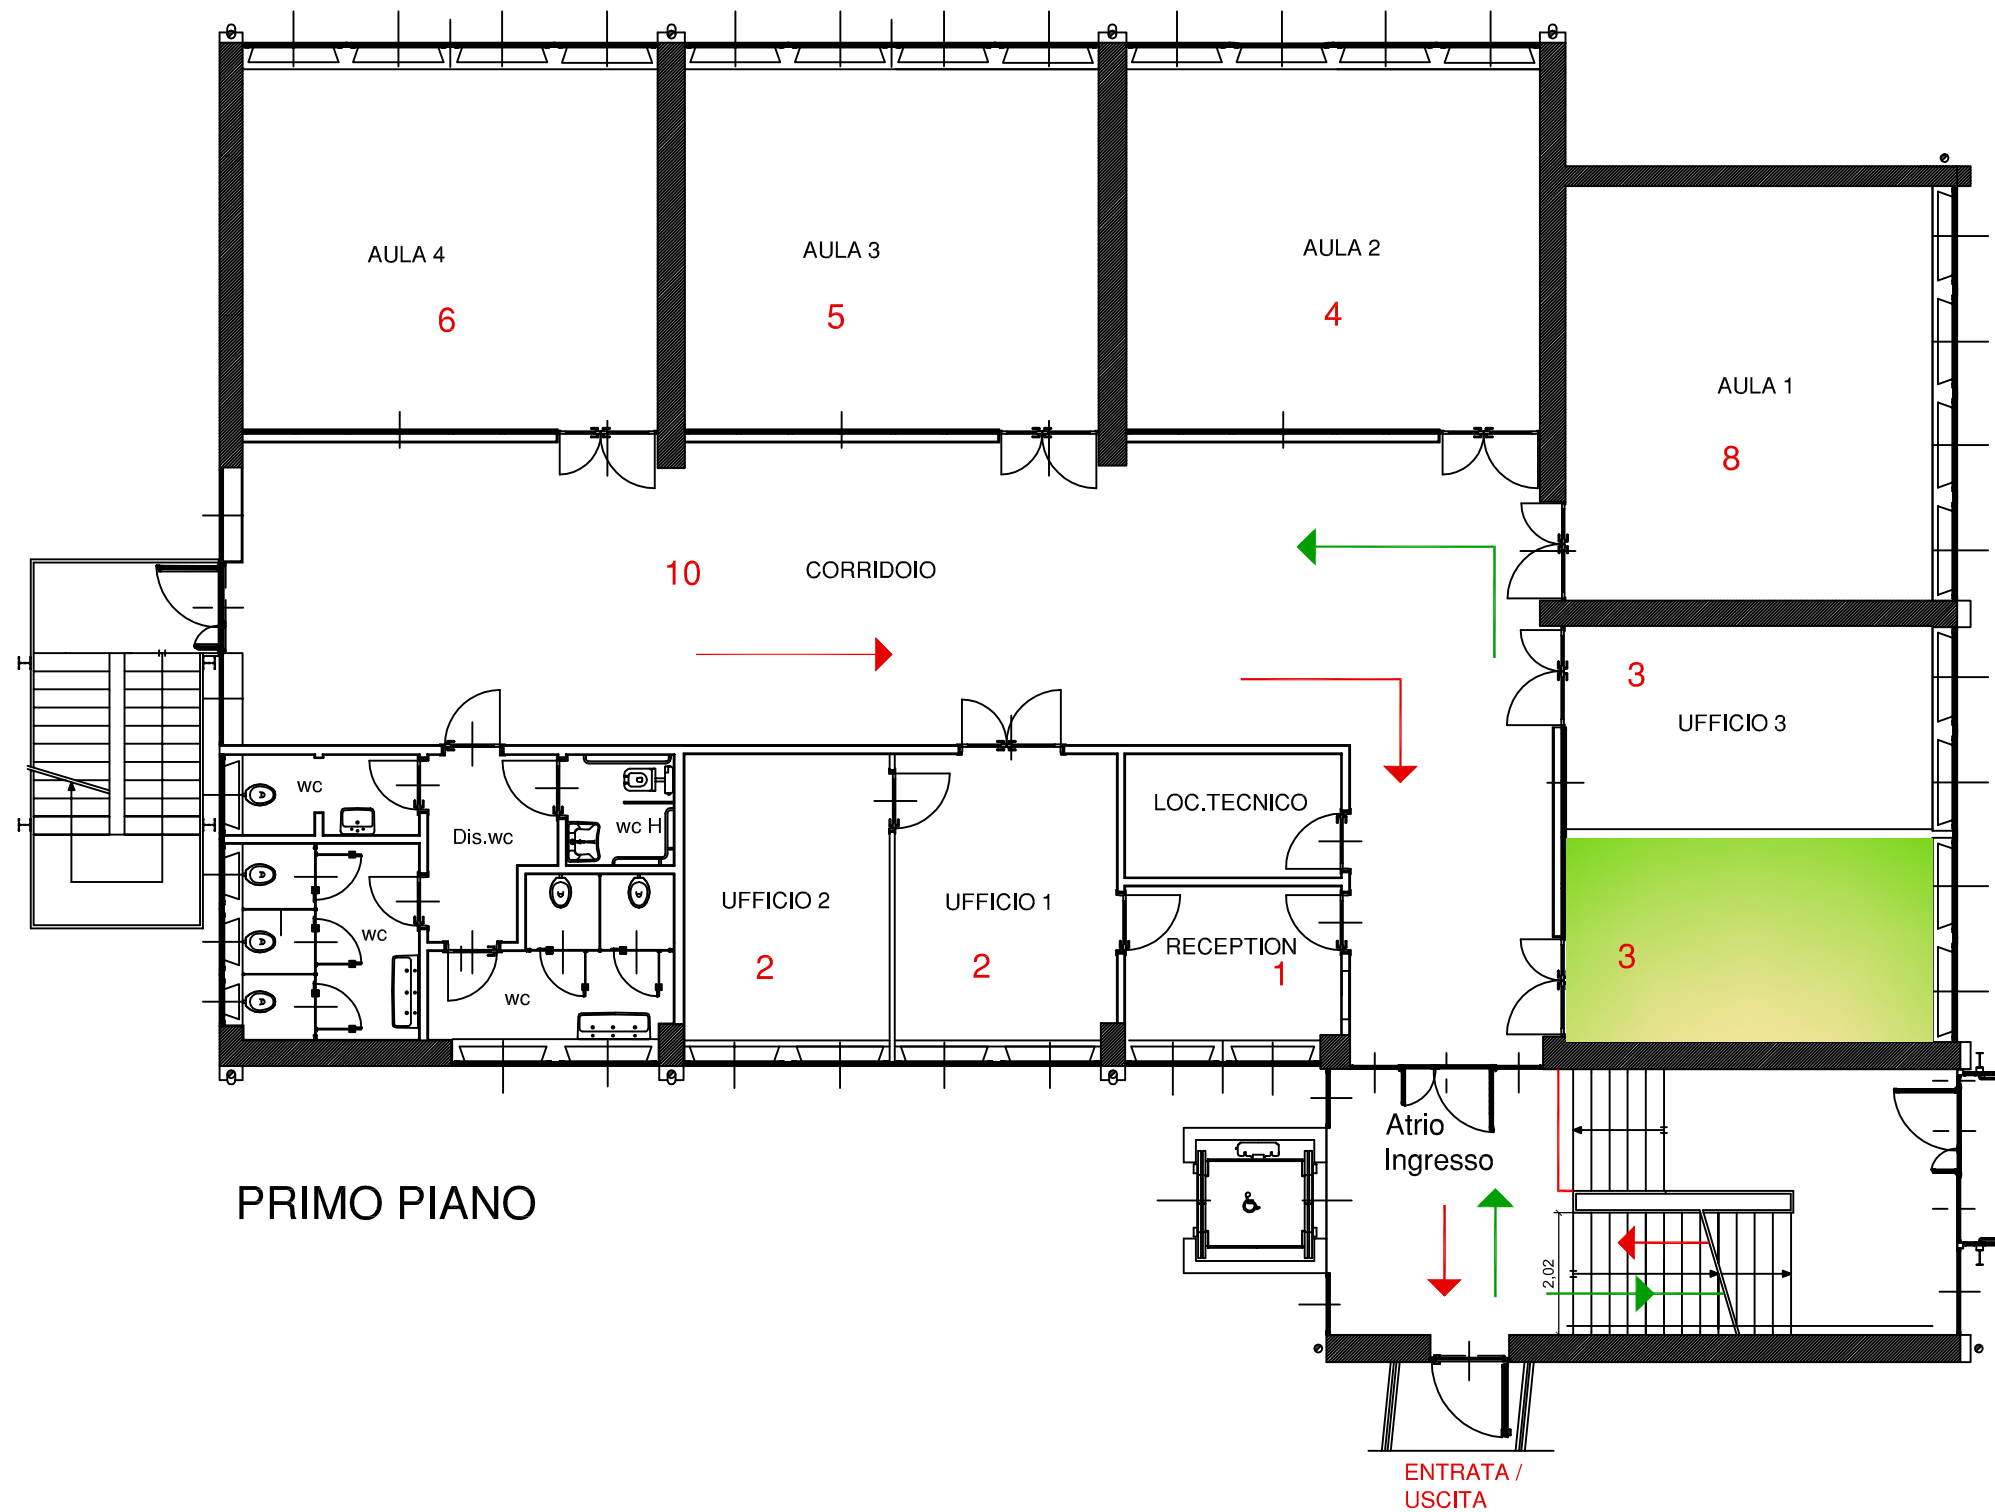 AULA 4
AULA 3
AULA 2
6
5
4
AULA 1
8
10
CORRIDOIO
3
UFFICIO 3
wc
Dis.wc
wc H
LOC.TECNICO
UFFICIO 2
UFFICIO 1
wc
RECEPTION
2
2
1
3
wc
Atrio
Ingresso
PRIMO PIANO
2,02
ENTRATA /
USCITA